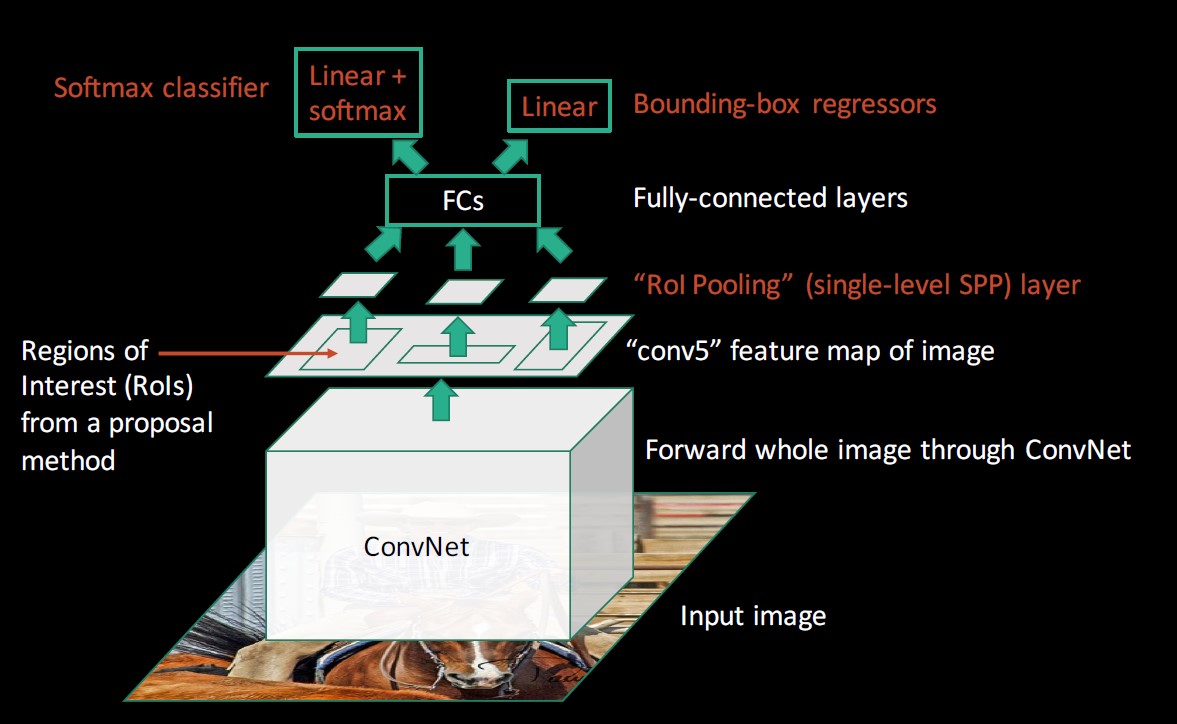 Softmax classifier
Linear +
softmax
Linear
Bounding-box regressors
FCs
Fully-connected layers
“RoI Pooling” (single-level SPP) layer
Regions of
Interest (RoIs)
from a proposal
method
“conv5” feature map of image
Forward whole image through ConvNet
ConvNet
Input image